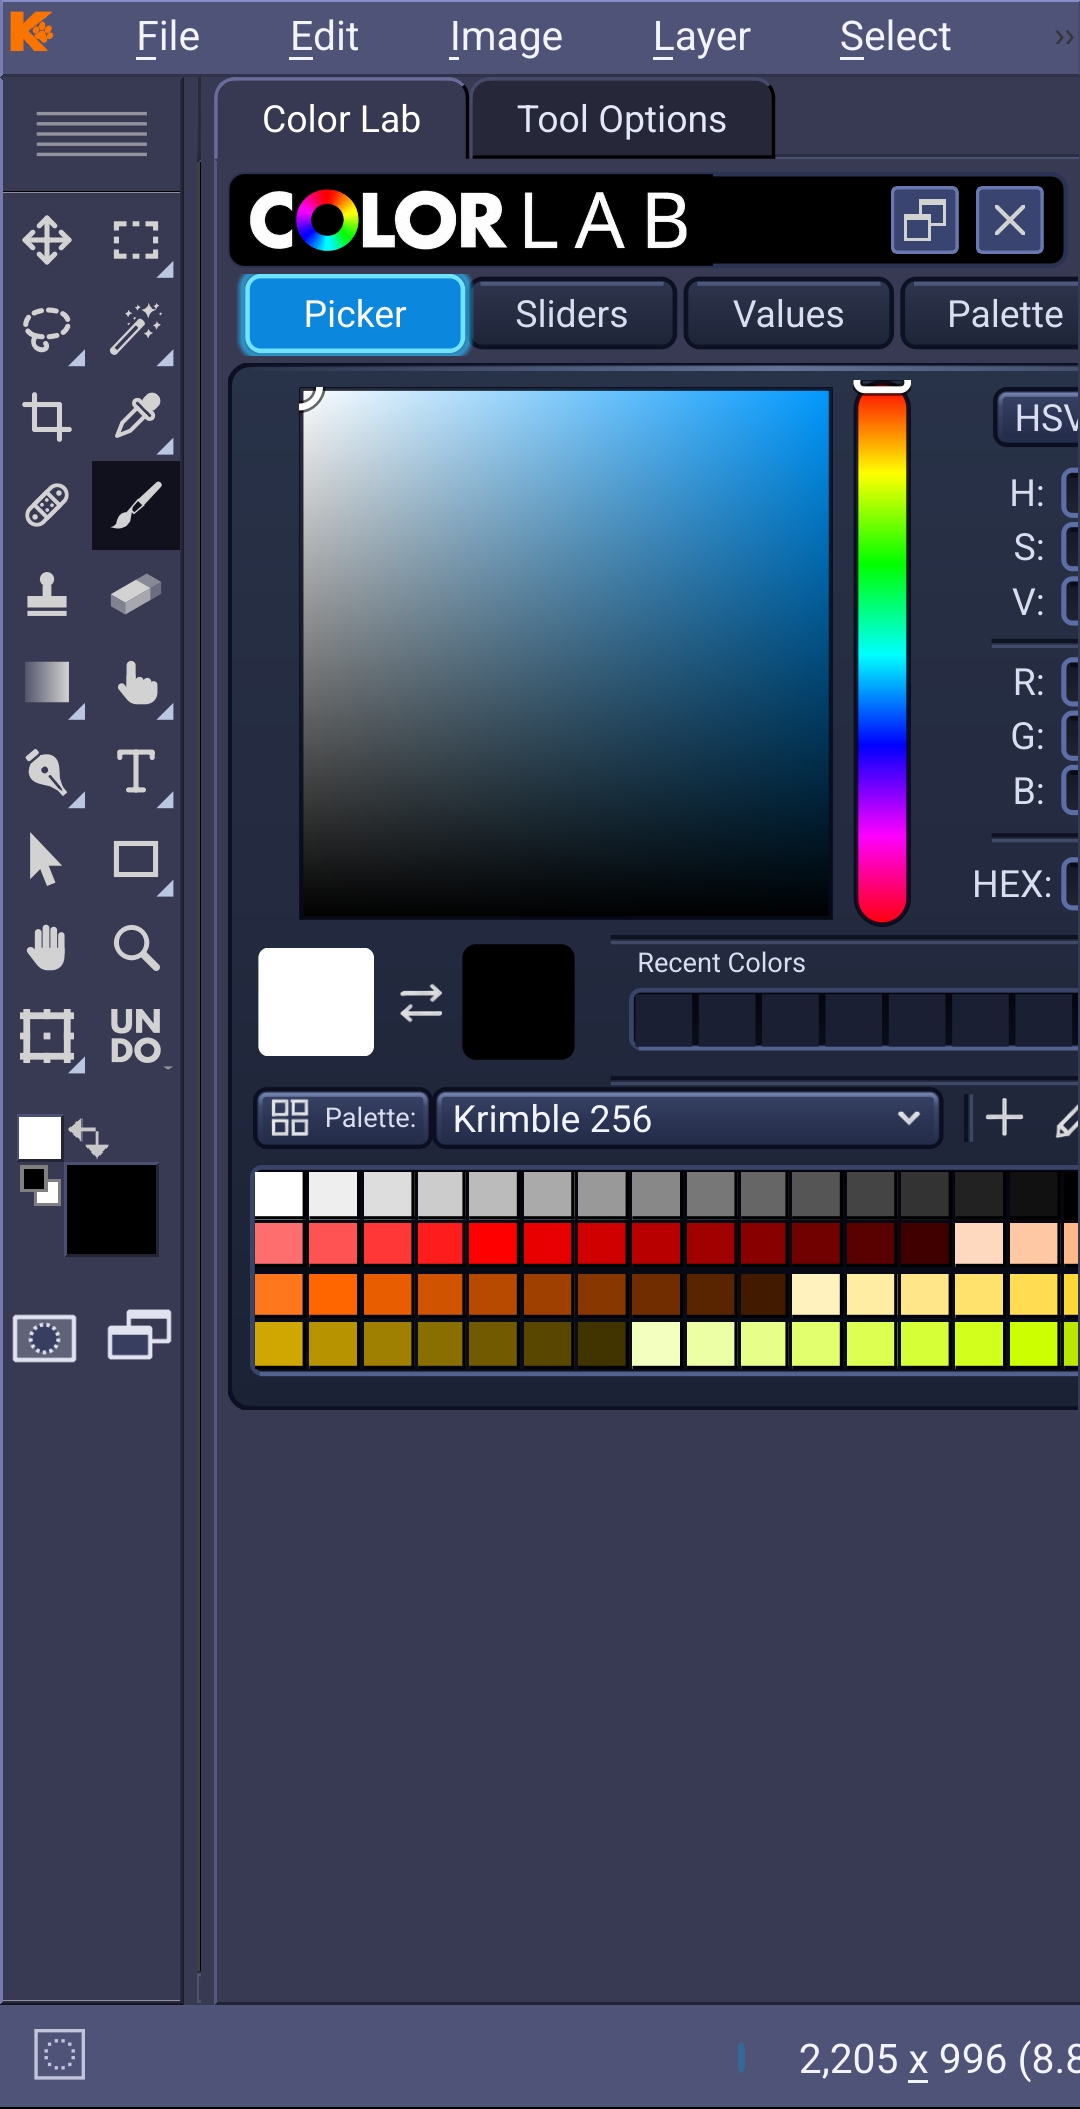 File Edit Image Layer Select »
Color Lab Tool Options
COLOR LAB
Picker Sliders Values Palette
HSV
H:
S:
V:
R:
G:
B:
HEX:
Recent Colors
UN
DO
Palette: Krimble 256
2,205 x 996 (8.8